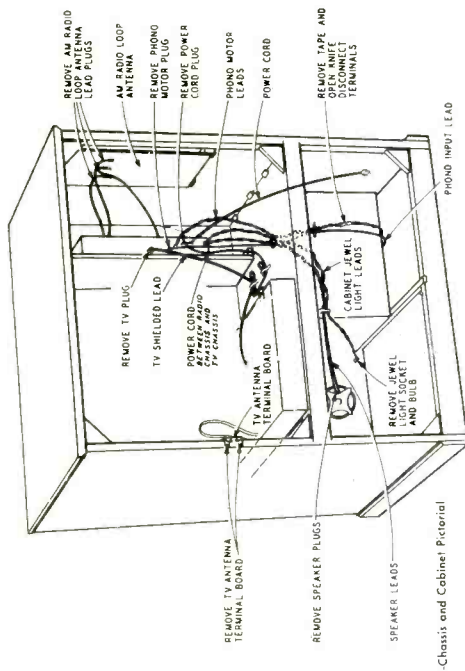 REMOVE AM RADIO
LOOP ANTENNA
LEAD PLUGS
AM RADIO LOOP
ANTENNA
REMOVE PHONO
MOTOR PLUG
REMOVE POWER
CORD PLUG
PHONO MOTOR
LEADS
POWER CORD
REMOVE TAPE AND
OPEN KNIFE
DISCONNECT
TERMINALS
PHONO INPUT LEAD
REMOVE TV PLUG
TV SHIELDED LEAD
POWER CORD
BETWEEN RADIO
CHASSIS AND
TV CHASSIS
TV ANTENNA
TERMINAL BOARD
CABINET JEWEL
LIGHT LEADS
REMOVE JEWEL
LIGHT SOCKET
AND BULB
REMOVE TV ANTENNA
TERMINAL BOARD
REMOVE SPEAKER PLUGS
SPEAKER LEADS
-Chassis and Cabinet Pictorial